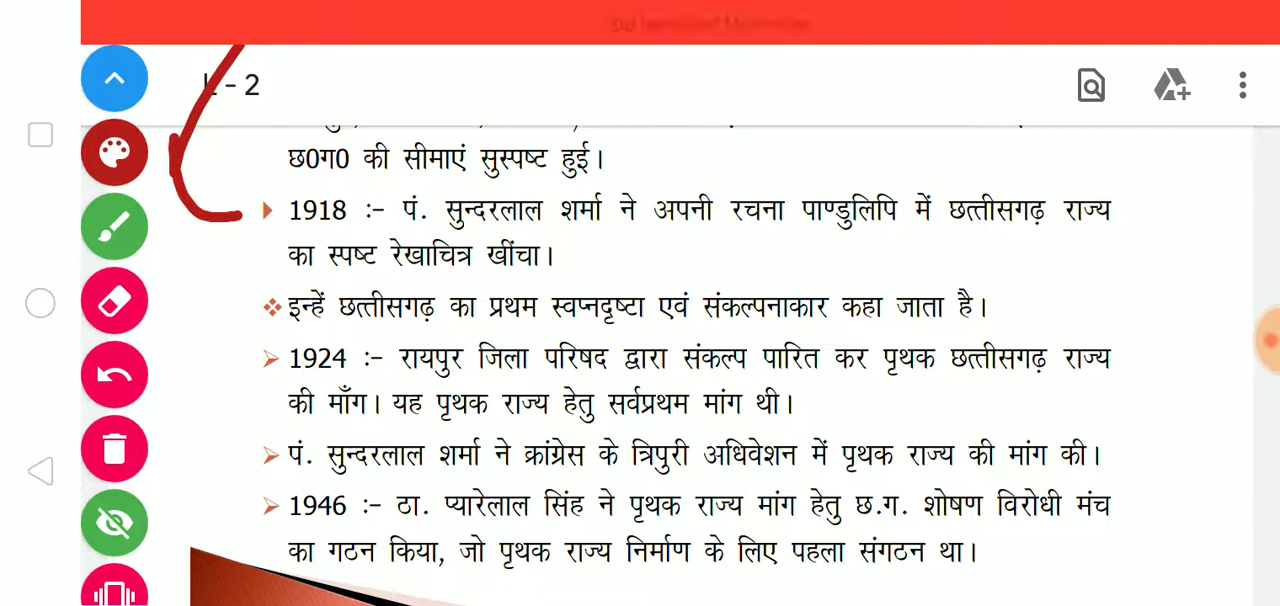 L - 2
छ0ग0 की सीमाएं सुस्पष्ट हुई।
1918 :- पं. सुन्दरलाल शर्मा ने अपनी रचना पाण्डुलिपि में छत्तीसगढ़ राज्य
का स्पष्ट रेखाचित्र खींचा।
इन्हें छत्तीसगढ़ का प्रथम स्वप्नदृष्टा एवं संकल्पनाकार कहा जाता है।
1924 :- रायपुर जिला परिषद द्वारा संकल्प पारित कर पृथक छत्तीसगढ़ राज्य
की माँग। यह पृथक राज्य हेतु सर्वप्रथम मांग थी।
पं. सुन्दरलाल शर्मा ने क्रांग्रेस के त्रिपुरी अधिवेशन में पृथक राज्य की मांग की।
1946 :- ठा. प्यारेलाल सिंह ने पृथक राज्य मांग हेतु छ.ग. शोषण विरोधी मंच
का गठन किया, जो पृथक राज्य निर्माण के लिए पहला संगठन था।